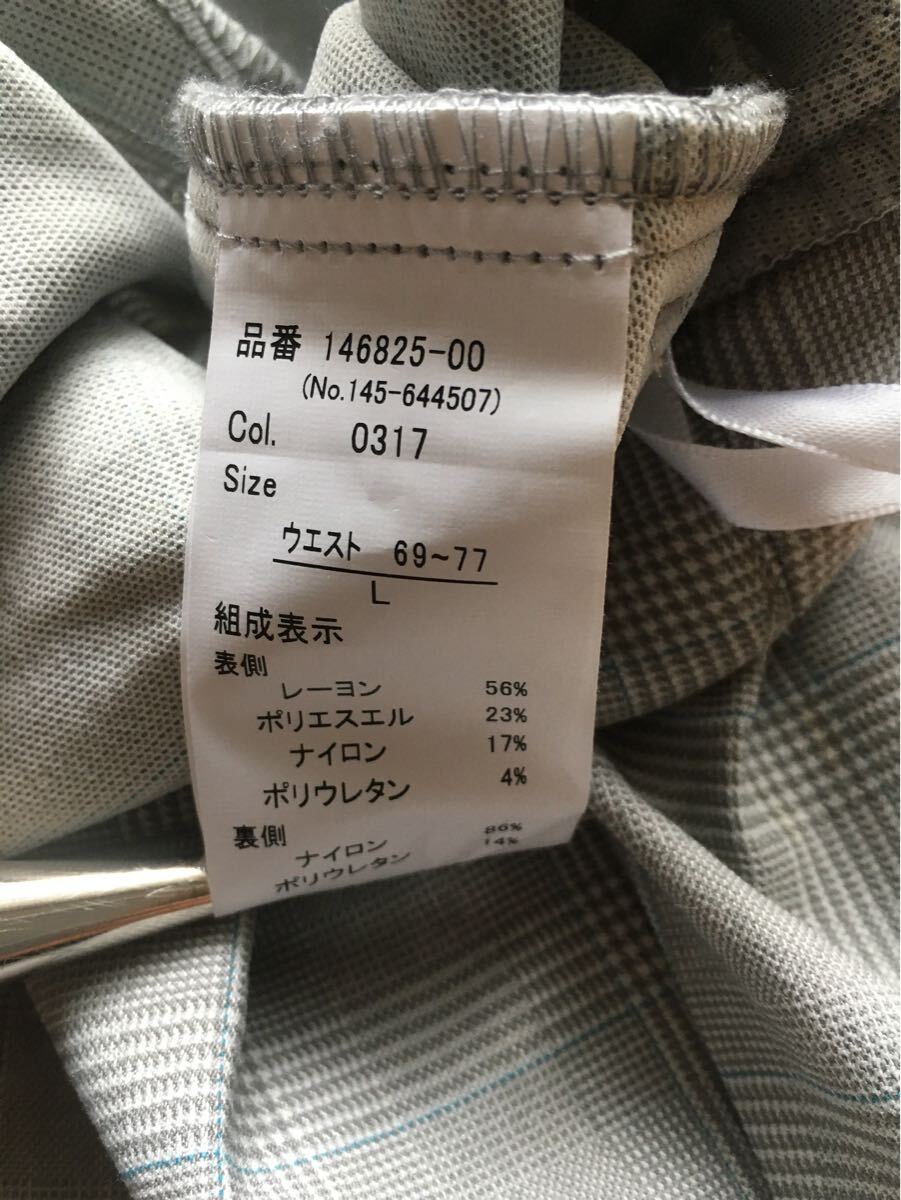 品番 146825-00
(No.145-644507)
Col. 0317
Size
ウエスト 69~77
L
組成表示
表側
レーヨン 56%
ポリエスエル 23%
ナイロン 17%
ポリウレタン 4%
裏側
ナイロン 86%
ポリウレタン 14%